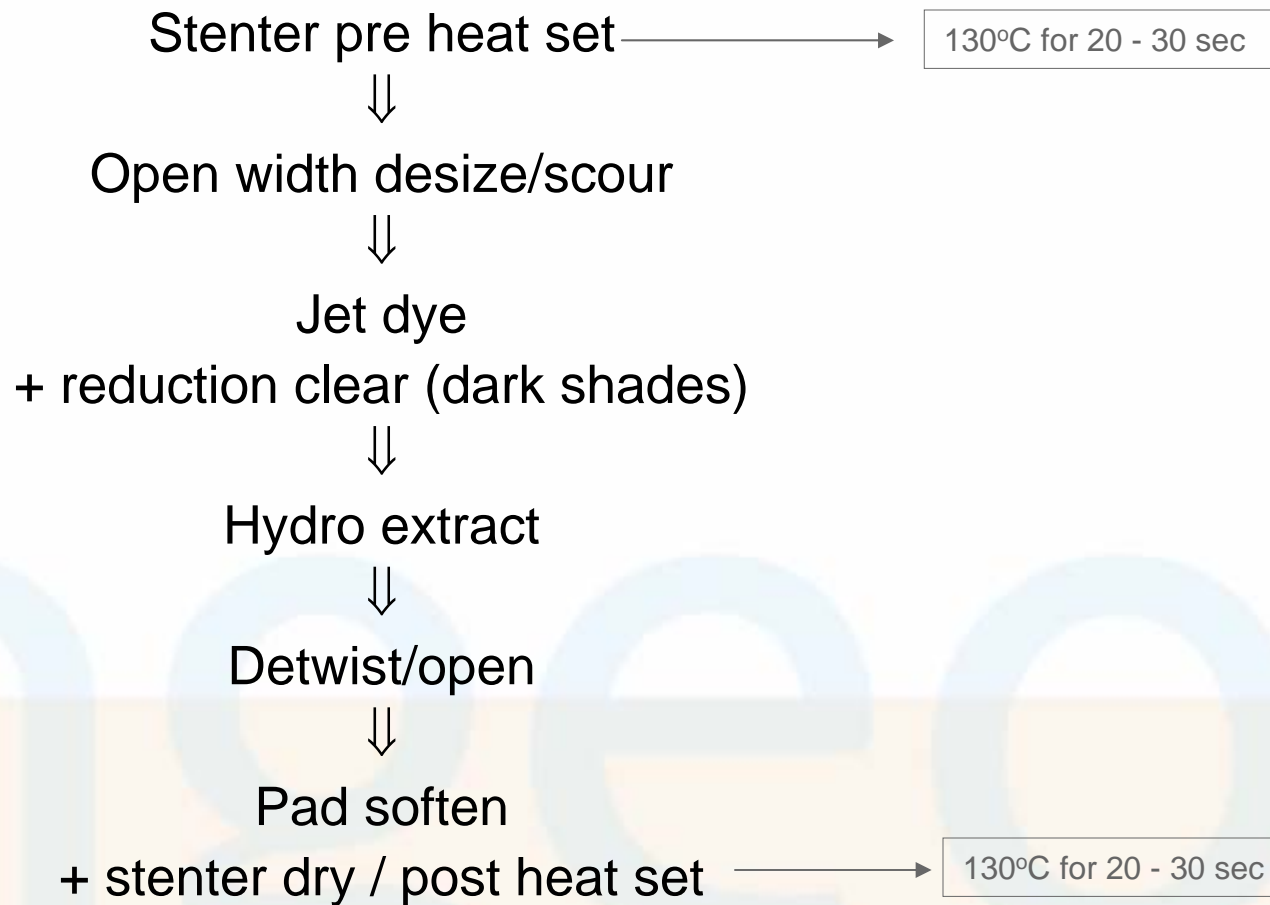 Stenter pre heat set
130ºC for 20 - 30 sec
⇓
Open width desize/scour
⇓
Jet dye
+ reduction clear (dark shades)
⇓
Hydro extract
⇓
Detwist/open
⇓
Pad soften
+ stenter dry / post heat set
130ºC for 20 - 30 sec
ngeo